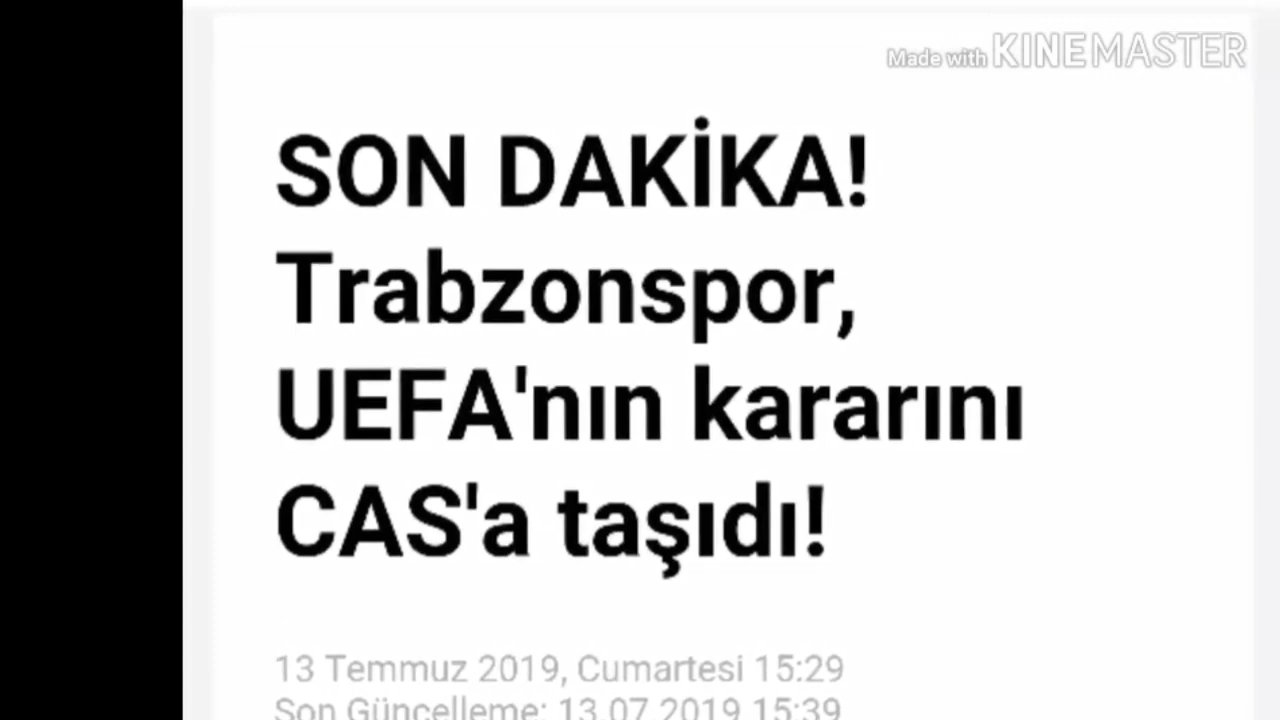 Made with KINEMASTER
SON DAKİKA!
Trabzonspor,
UEFA'nın kararını
CAS'a taşıdı!
13 Temmuz 2019, Cumartesi 15:29
Son Güncelleme: 13.07.2019 15:39